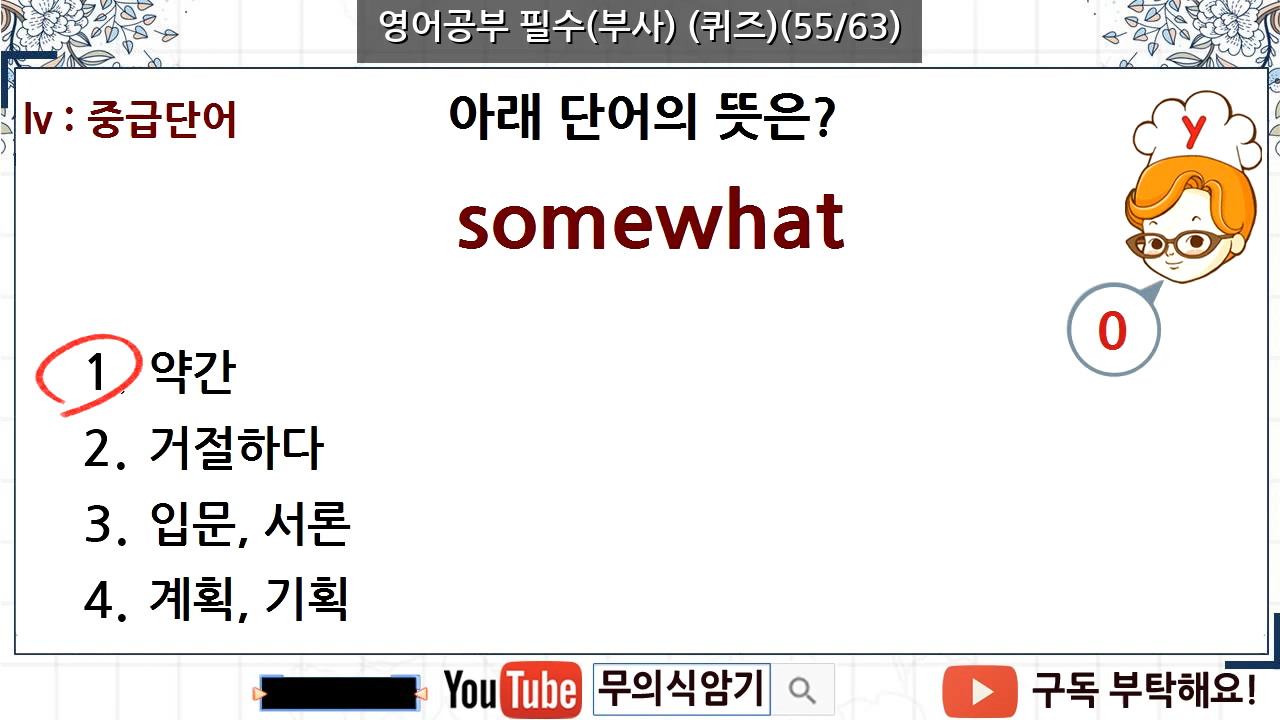 영어공부 필수(부사) (퀴즈)(55/63)
lv : 중급단어
아래 단어의 뜻은?
y
somewhat
0
1. 약간
2. 거절하다
3. 입문, 서론
4. 계획, 기획
YouTube 무의식암기 구독 부탁해요!